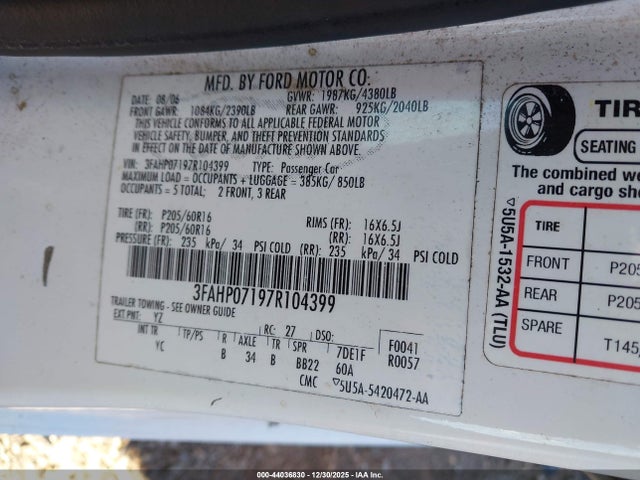 MFD. BY FORD MOTOR CO.
08/06 GVWR: 1987KG/4380LB
FRONT GAWR: 1084KG/2390LB REAR GAWR: 925KG/2040LB
THIS VEHICLE CONFORMS TO ALL APPLICABLE FEDERAL MOTOR
VEHICLE SAFETY, BUMPER, AND THEFT PREVENTION STANDARDS
IN EFFECT ON THE DATE OF MANUFACTURE SHOWN ABOVE.
VIN: 3FAHP07197R104399 TYPE: Passenger Car
MAXIMUM LOAD = OCCUPANTS + LUGGAGE = 385KG/850LB
OCCUPANTS = 5 TOTAL; 2 FRONT, 3 REAR
TIRE (FR): P205/60R16 RIMS (FR): 16X6.5J
(RR): P205/60R16 (RR): 16X6.5J
PRESSURE (FR): 235 kPa/ 34 PSI COLD (RR): 235 kPa/ 34 PSI COLD
3FAHP07197R104399
TRAILER TOWING - SEE OWNER GUIDE
EXT PNT: YZ RC: 27 DSO: F0041
INT TR TP/PS R AXLE TR SPR R0057
YC B 34 B BB22 7DE1F
60A
CMC ▽5U5A-5420472-AA
▽5U5A-1532-AA (TLU)
TIR
SEATING
The combined we
and cargo sho
TIRE
FRONT P205
REAR P205
SPARE T145/
000-44036830 - 12/30/2025 - IAA Inc.